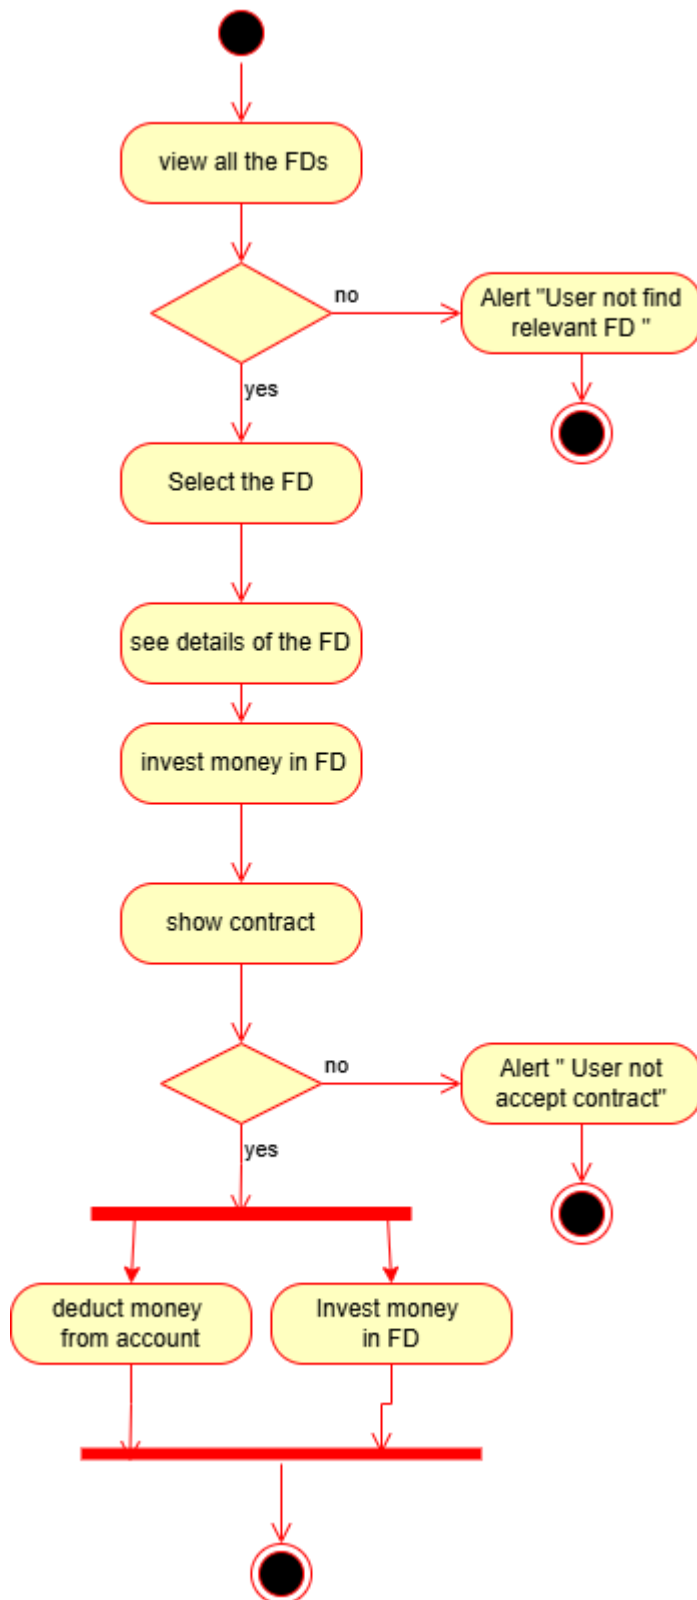 view all the FDs
no
Alert "User not find
relevant FD "
yes
Select the FD
see details of the FD
invest money in FD
show contract
no
Alert " User not
accept contract"
yes
deduct money
from account
Invest money
in FD